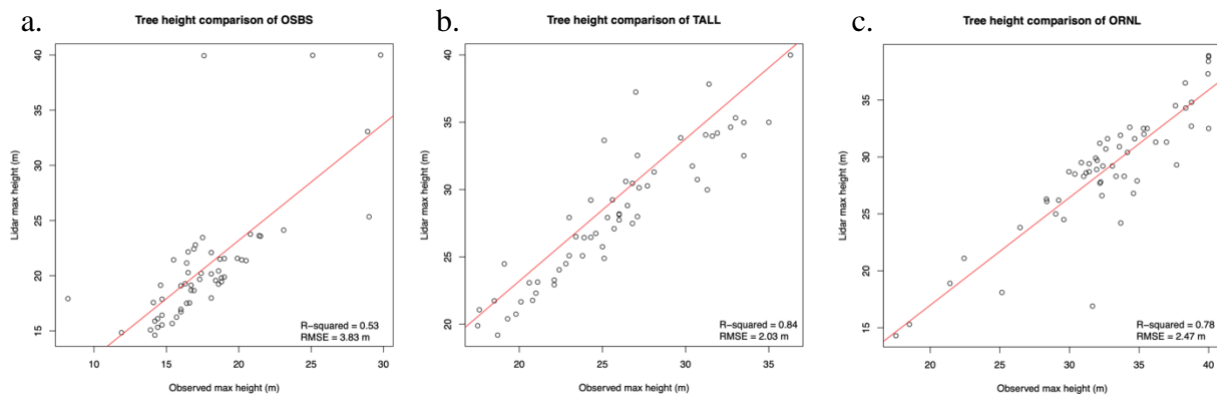 a.
Tree height comparison of OSBS
Lidar max height (m)
40
35
30
25
20
15
R-squared = 0.53
RMSE = 3.83 m
10 15 20 25 30
Observed max height (m)
b.
Tree height comparison of TALL
Lidar max height (m)
40
35
30
25
20
R-squared = 0.84
RMSE = 2.03 m
20 25 30 35
Observed max height (m)
c.
Tree height comparison of ORNL
Lidar max height (m)
35
30
25
20
15
R-squared = 0.78
RMSE = 2.47 m
20 25 30 35 40
Observed max height (m)